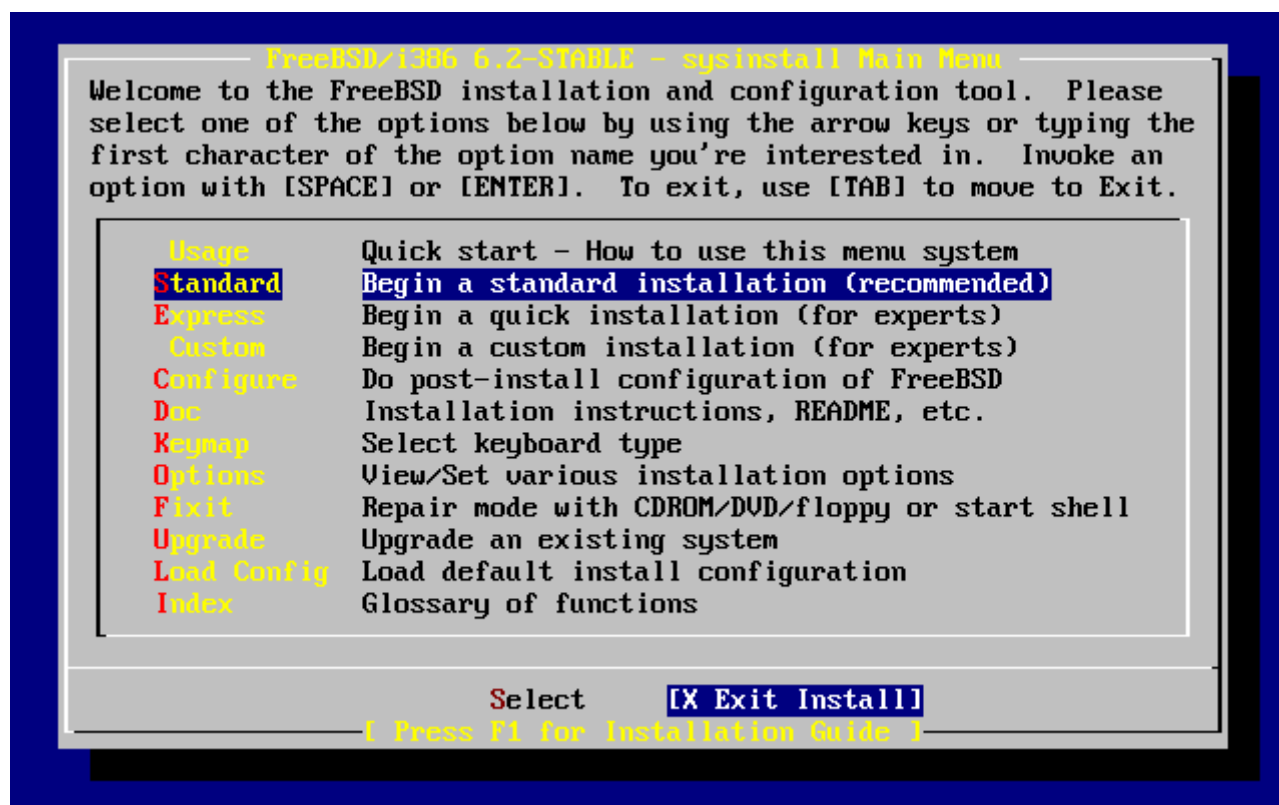 FreeBSD/i386 6.2-STABLE - sysinstall Main Menu
Welcome to the FreeBSD installation and configuration tool.  Please
select one of the options below by using the arrow keys or typing the
first character of the option name you're interested in.  Invoke an
option with [SPACE] or [ENTER].  To exit, use [TAB] to move to Exit.
Usage Quick start - How to use this menu system
Standard Begin a standard installation (recommended)
Express Begin a quick installation (for experts)
Custom Begin a custom installation (for experts)
Configure Do post-install configuration of FreeBSD
Doc Installation instructions, README, etc.
Keymap Select keyboard type
Options View/Set various installation options
Fixit Repair mode with CDROM/DVD/floppy or start shell
Upgrade Upgrade an existing system
Load Config Load default install configuration
Index Glossary of functions
Select [X Exit Install]
[ Press F1 for Installation Guide ]